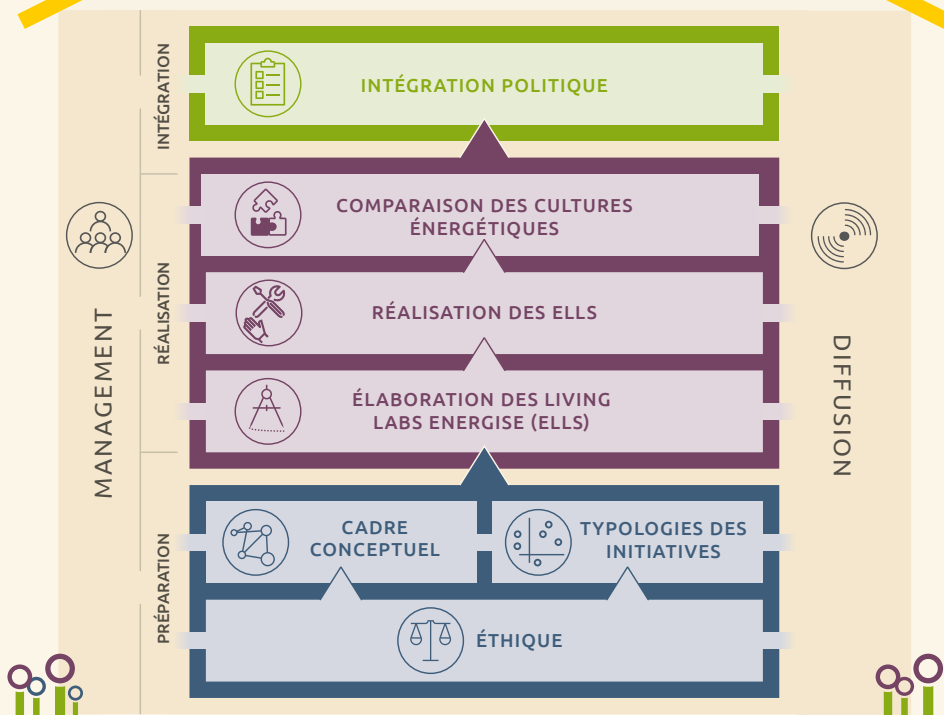 INTÉGRATION
INTÉGRATION POLITIQUE
MANAGEMENT
RÉALISATION
COMPARAISON DES CULTURES
ÉNERGÉTIQUES
RÉALISATION DES ELLS
ÉLABORATION DES LIVING
LABS ENERGISE (ELLS)
DIFFUSION
PRÉPARATION
CADRE
CONCEPTUEL
TYPOLOGIES DES
INITIATIVES
ÉTHIQUE